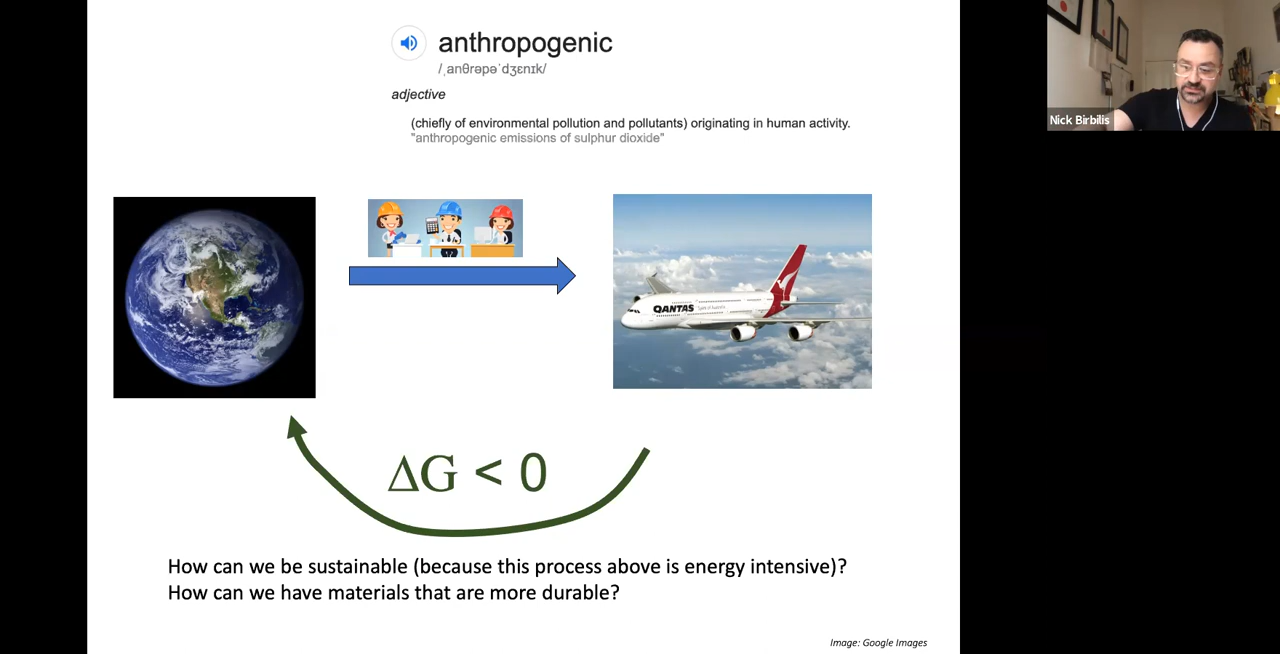 anthropogenic
/ˌanθrəpəˈdʒɛnɪk/
adjective
(chiefly of environmental pollution and pollutants) originating in human activity.
"anthropogenic emissions of sulphur dioxide"
Nick Birbilis
QANTAS
ΔG < 0
How can we be sustainable (because this process above is energy intensive)?
How can we have materials that are more durable?
Image: Google Images